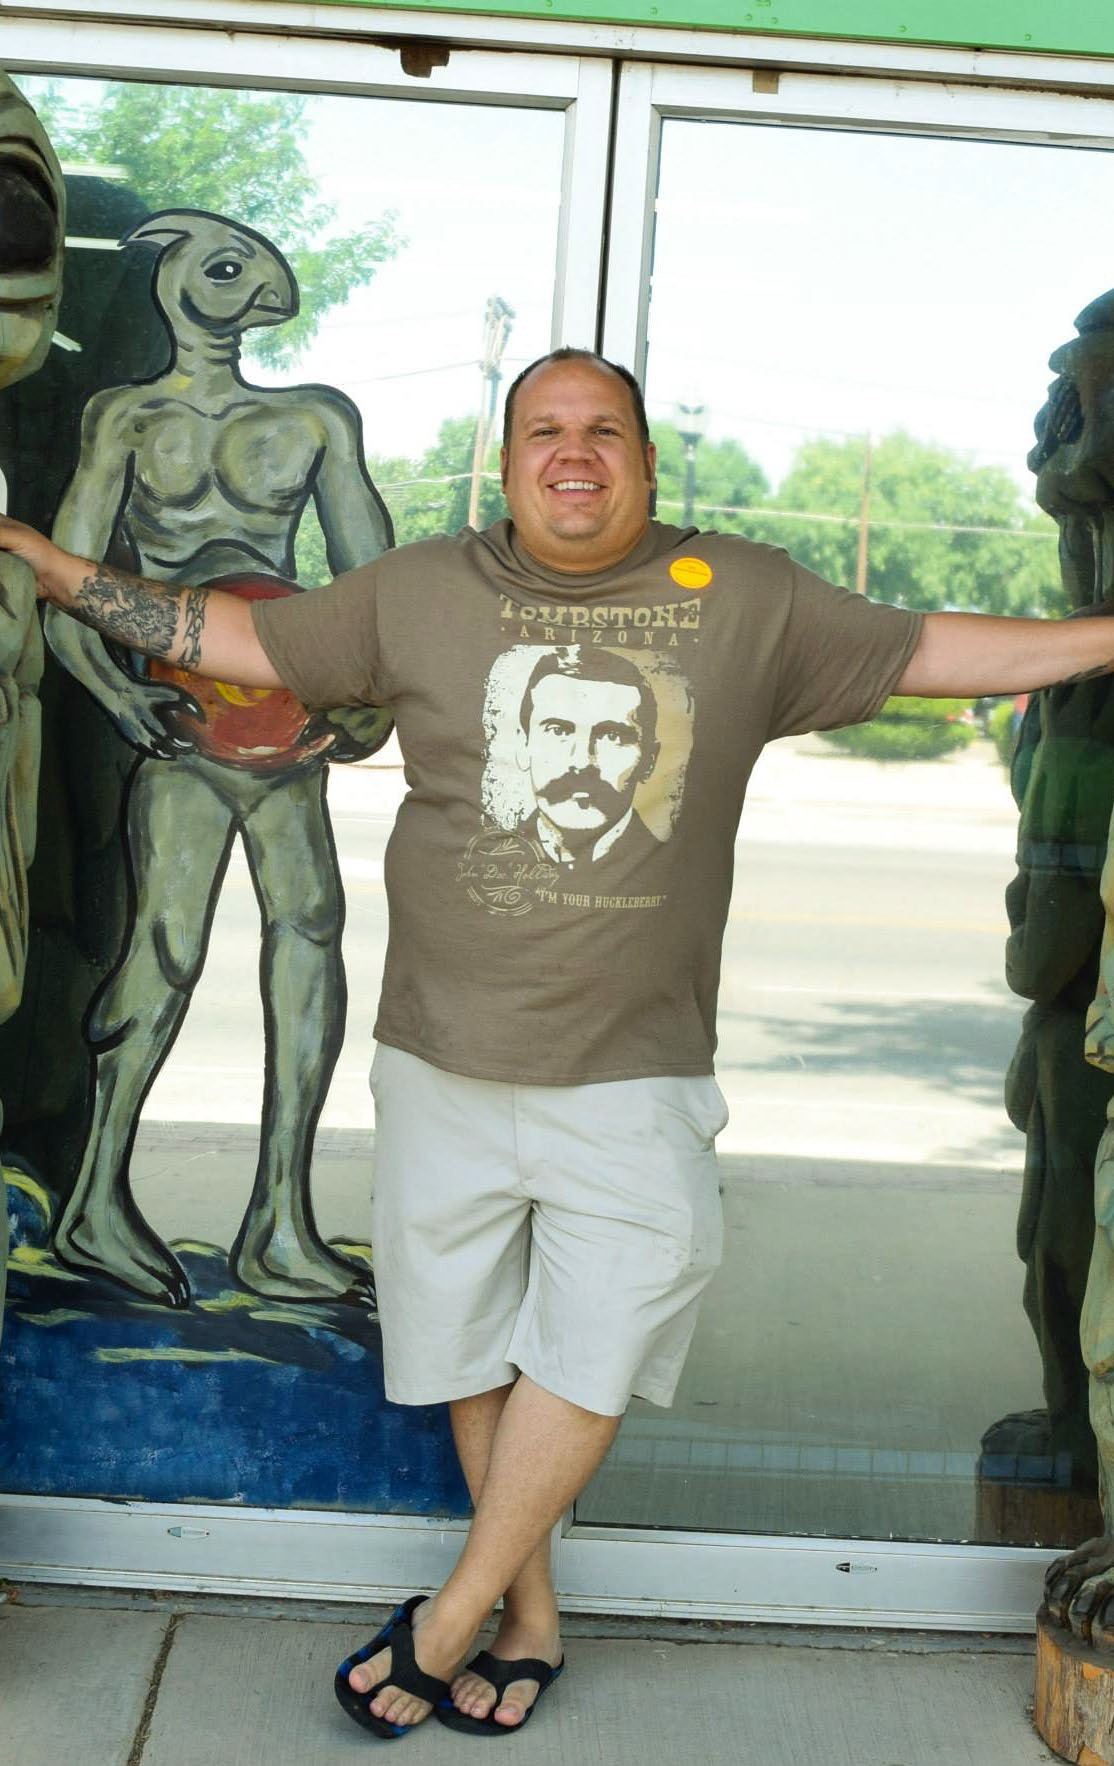 TOMBSTONE
· ARIZONA ·
John "Doc" Holliday
"I'M YOUR HUCKLEBERRY."